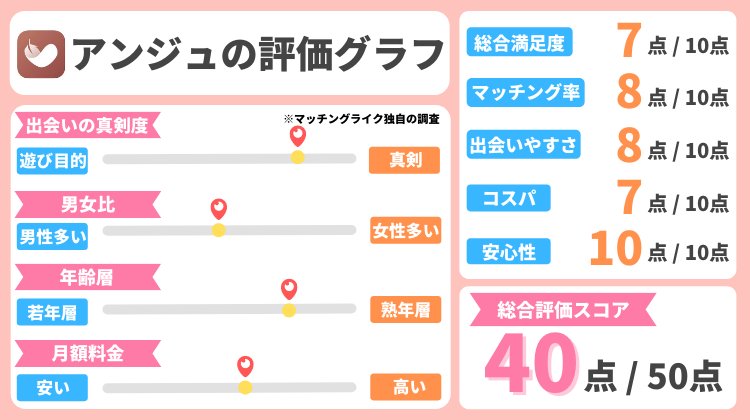 アンジュの評価グラフ
※マッチングライク独自の調査
出会いの真剣度
遊び目的
真剣
男女比
男性多い
女性多い
年齢層
若年層
熟年層
月額料金
安い
高い
総合満足度 7点 / 10点
マッチング率 8点 / 10点
出会いやすさ 8点 / 10点
コスパ 7点 / 10点
安心性 10点 / 10点
総合評価スコア
40点 / 50点